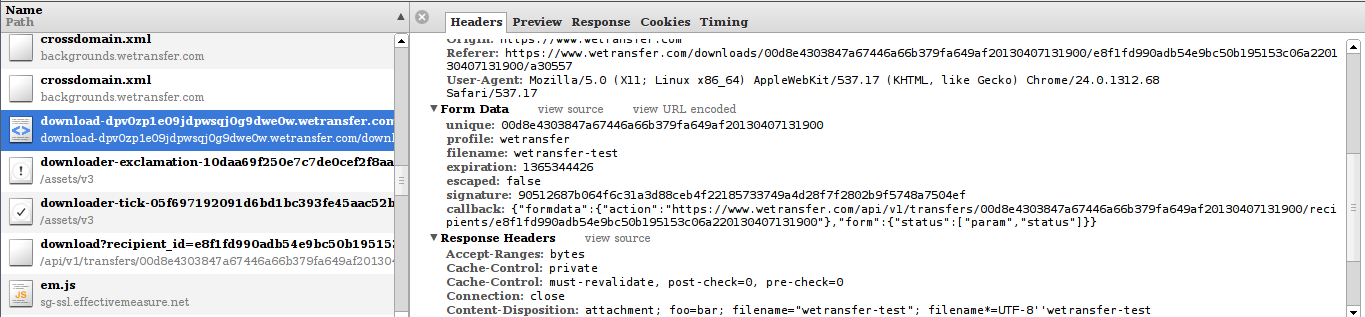 Name
Path
crossdomain.xml
backgrounds.wetransfer.com
crossdomain.xml
backgrounds.wetransfer.com
download-dpv0zp1e09jdpwsqj0g9dwe0w.wetransfer.com
download-dpv0zp1e09jdpwsqj0g9dwe0w.wetransfer.com/down
downloader-exclamation-10daa69f250e7c7de0cef2f8aa
/assets/v3
downloader-tick-05f697192091d6bd1bc393fe45aac52b
/assets/v3
download?recipient_id=e8f1fd990adb54e9bc50b195153
/api/v1/transfers/00d8e4303847a67446a66b379fa649af20130
em.js
sg-ssl.effectivemeasure.net
Headers Preview Response Cookies Timing
Origin: https://www.wetransfer.com
Referer: https://www.wetransfer.com/downloads/00d8e4303847a67446a66b379fa649af20130407131900/e8f1fd990adb54e9bc50b195153c06a220
130407131900/a30557
User-Agent: Mozilla/5.0 (X11; Linux x86_64) AppleWebKit/537.17 (KHTML, like Gecko) Chrome/24.0.1312.68
Safari/537.17
Form Data view source view URL encoded
unique: 00d8e4303847a67446a66b379fa649af20130407131900
profile: wetransfer
filename: wetransfer-test
expiration: 1365344426
escaped: false
signature: 90512687b064f6c31a3d88ceb4f22185733749a4d28f7f2802b9f5748a7504ef
callback: {"formdata":{"action":"https://www.wetransfer.com/api/v1/transfers/00d8e4303847a67446a66b379fa649af20130407131900/reci
pients/e8f1fd990adb54e9bc50b195153c06a220130407131900"},"form":{"status":["param","status"]}}
Response Headers view source
Accept-Ranges: bytes
Cache-Control: private
Cache-Control: must-revalidate, post-check=0, pre-check=0
Connection: close
Content-Disposition: attachment; foo=bar; filename="wetransfer-test"; filename*=UTF-8''wetransfer-test